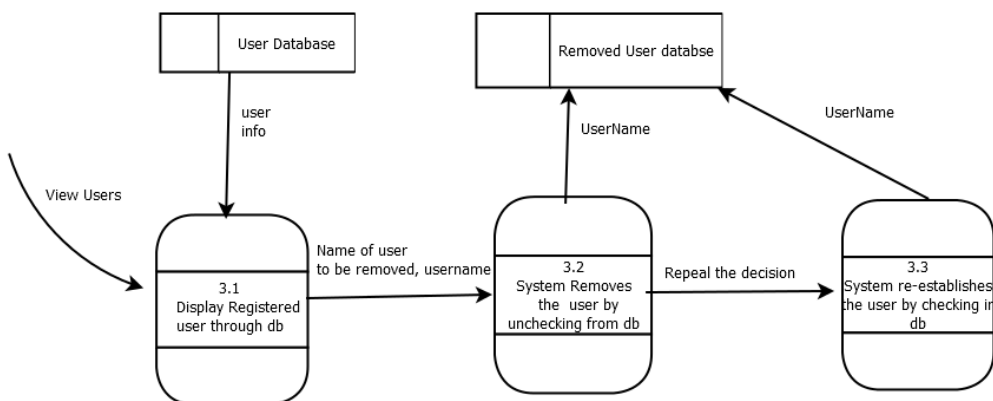 User Database
Removed User databse
user
info
UserName
UserName
View Users
Name of user
to be removed, username
Repeal the decision
3.1
Display Registered
user through db
3.2
System Removes
the user by
unchecking from db
3.3
System re-establishes
the user by checking in
db